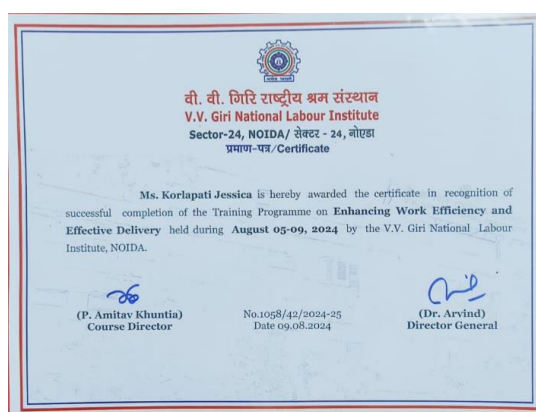 वी. वी. गिरि राष्ट्रीय श्रम संस्थान
V.V. Giri National Labour Institute
Sector-24, NOIDA/ सेक्टर - 24, नोएडा
प्रमाण-पत्र/Certificate
Ms. Korlapati Jessica is hereby awarded the certificate in recognition of
successful completion of the Training Programme on Enhancing Work Efficiency and
Effective Delivery held during August 05-09, 2024 by the V.V. Giri National Labour
Institute, NOIDA.
(P. Amitav Khuntia)
Course Director
No.1058/42/2024-25
Date 09.08.2024
(Dr. Arvind)
Director General